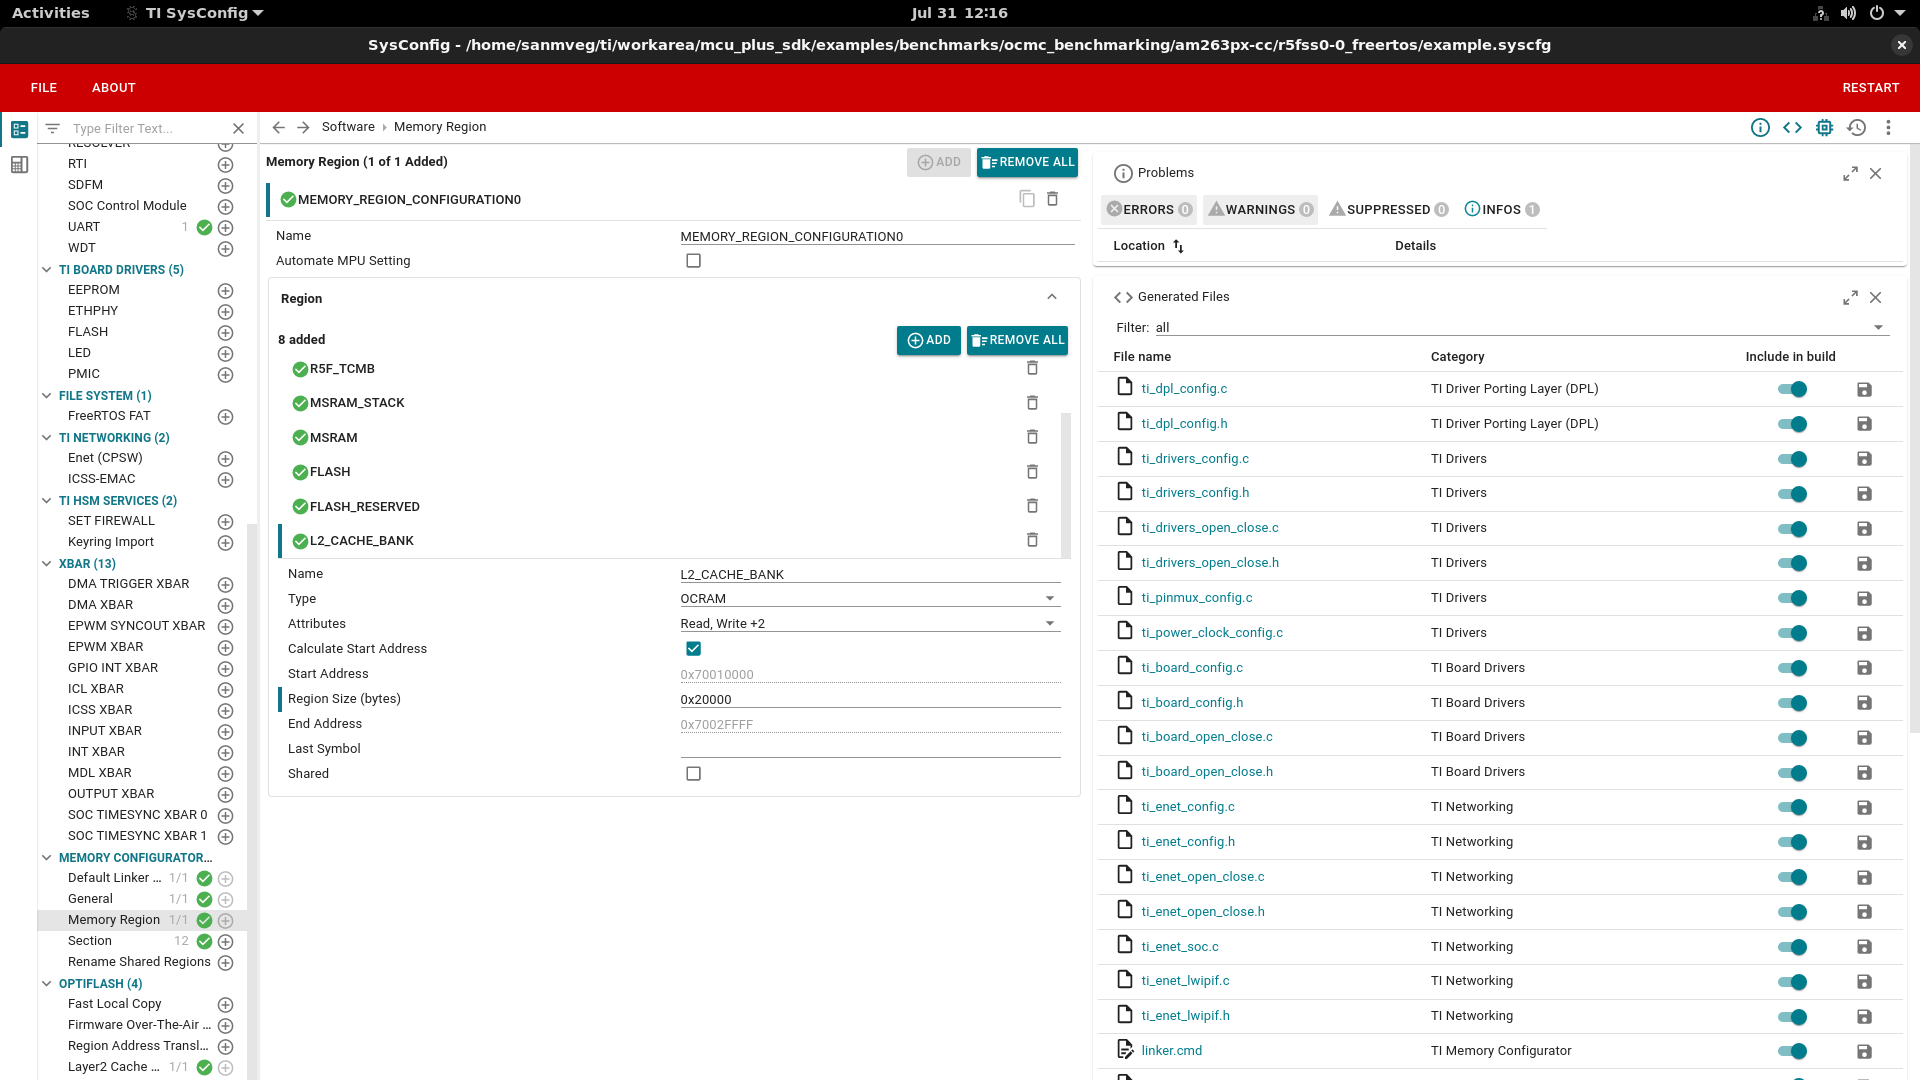 Activities
TI SysConfig
Jul 31 12:16
SysConfig - /home/sanmveg/ti/workarea/mcu_plus_sdk/examples/benchmarks/ocmc_benchmarking/am263px-cc/r5fss0-0_freertos/example.syscfg
FILE
ABOUT
RESTART
Type Filter Text...
RESOLVER
RTI
SDFM
SOC Control Module
UART 1
WDT
TI BOARD DRIVERS (5)
EEPROM
ETHPHY
FLASH
LED
PMIC
FILE SYSTEM (1)
FreeRTOS FAT
TI NETWORKING (2)
Enet (CPSW)
ICSS-EMAC
TI HSM SERVICES (2)
SET FIREWALL
Keyring Import
XBAR (13)
DMA TRIGGER XBAR
DMA XBAR
EPWM SYNCOUT XBAR
EPWM XBAR
GPIO INT XBAR
ICL XBAR
ICSS XBAR
INPUT XBAR
INT XBAR
MDL XBAR
OUTPUT XBAR
SOC TIMESYNC XBAR 0
SOC TIMESYNC XBAR 1
MEMORY CONFIGURATOR...
Default Linker ... 1/1
General 1/1
Memory Region 1/1
Section 12
Rename Shared Regions
OPTIFLASH (4)
Fast Local Copy
Firmware Over-The-Air ...
Region Address Transl...
Layer2 Cache ... 1/1
Software › Memory Region
Memory Region (1 of 1 Added)
ADD
REMOVE ALL
MEMORY_REGION_CONFIGURATION0
Name MEMORY_REGION_CONFIGURATION0
Automate MPU Setting
Region
8 added
ADD
REMOVE ALL
R5F_TCMB
MSRAM_STACK
MSRAM
FLASH
FLASH_RESERVED
L2_CACHE_BANK
Name L2_CACHE_BANK
Type OCRAM
Attributes Read, Write +2
Calculate Start Address
Start Address 0x70010000
Region Size (bytes) 0x20000
End Address 0x7002FFFF
Last Symbol
Shared
Problems
ERRORS 0
WARNINGS 0
SUPPRESSED 0
INFOS 1
Location
Details
<> Generated Files
Filter: all
File name Category Include in build
ti_dpl_config.c TI Driver Porting Layer (DPL)
ti_dpl_config.h TI Driver Porting Layer (DPL)
ti_drivers_config.c TI Drivers
ti_drivers_config.h TI Drivers
ti_drivers_open_close.c TI Drivers
ti_drivers_open_close.h TI Drivers
ti_pinmux_config.c TI Drivers
ti_power_clock_config.c TI Drivers
ti_board_config.c TI Board Drivers
ti_board_config.h TI Board Drivers
ti_board_open_close.c TI Board Drivers
ti_board_open_close.h TI Board Drivers
ti_enet_config.c TI Networking
ti_enet_config.h TI Networking
ti_enet_open_close.c TI Networking
ti_enet_open_close.h TI Networking
ti_enet_soc.c TI Networking
ti_enet_lwipif.c TI Networking
ti_enet_lwipif.h TI Networking
linker.cmd TI Memory Configurator